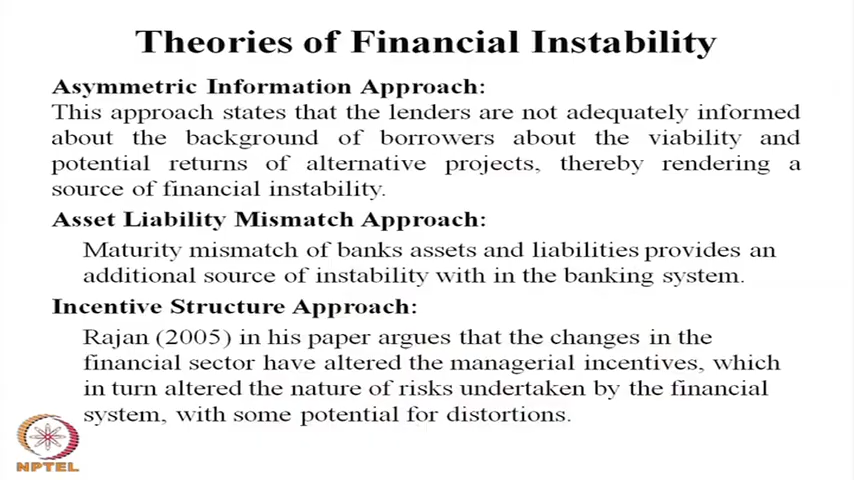 Theories of Financial Instability
Asymmetric Information Approach:
This approach states that the lenders are not adequately informed
about the background of borrowers about the viability and
potential returns of alternative projects, thereby rendering a
source of financial instability.
Asset Liability Mismatch Approach:
Maturity mismatch of banks assets and liabilities provides an
additional source of instability with in the banking system.
Incentive Structure Approach:
Rajan (2005) in his paper argues that the changes in the
financial sector have altered the managerial incentives, which
in turn altered the nature of risks undertaken by the financial
system, with some potential for distortions.
NPTEL